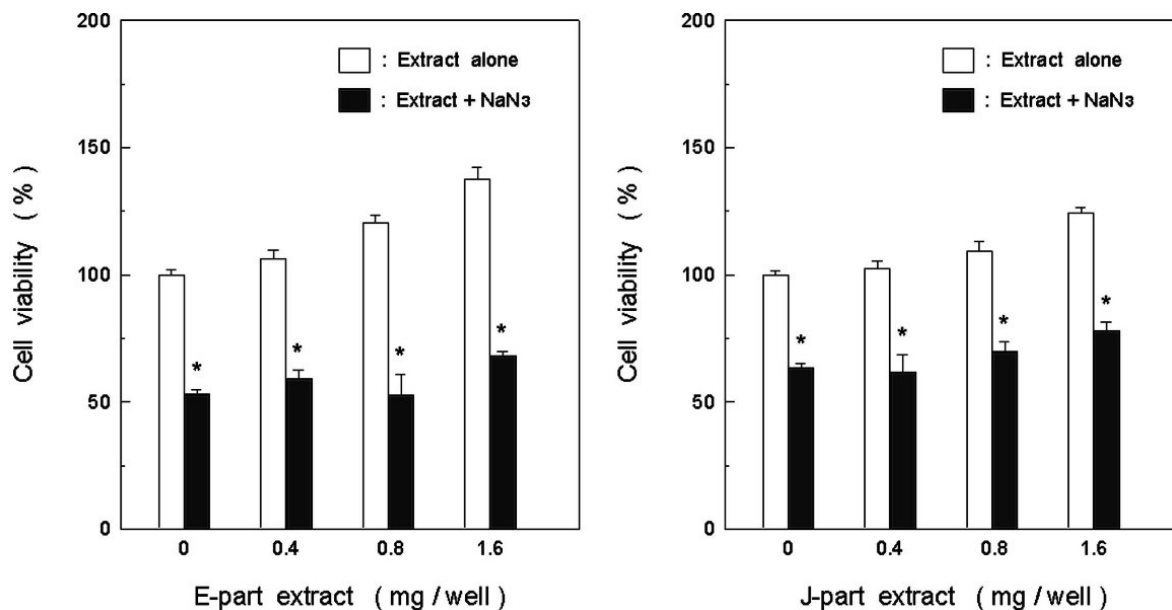 200
150
100
50
0
Cell viability ( % )
: Extract alone
: Extract + NaN3
*
*
*
*
0 0.4 0.8 1.6
E-part extract ( mg / well )
200
150
100
50
0
Cell viability ( % )
: Extract alone
: Extract + NaN3
*
*
*
*
0 0.4 0.8 1.6
J-part extract ( mg / well )